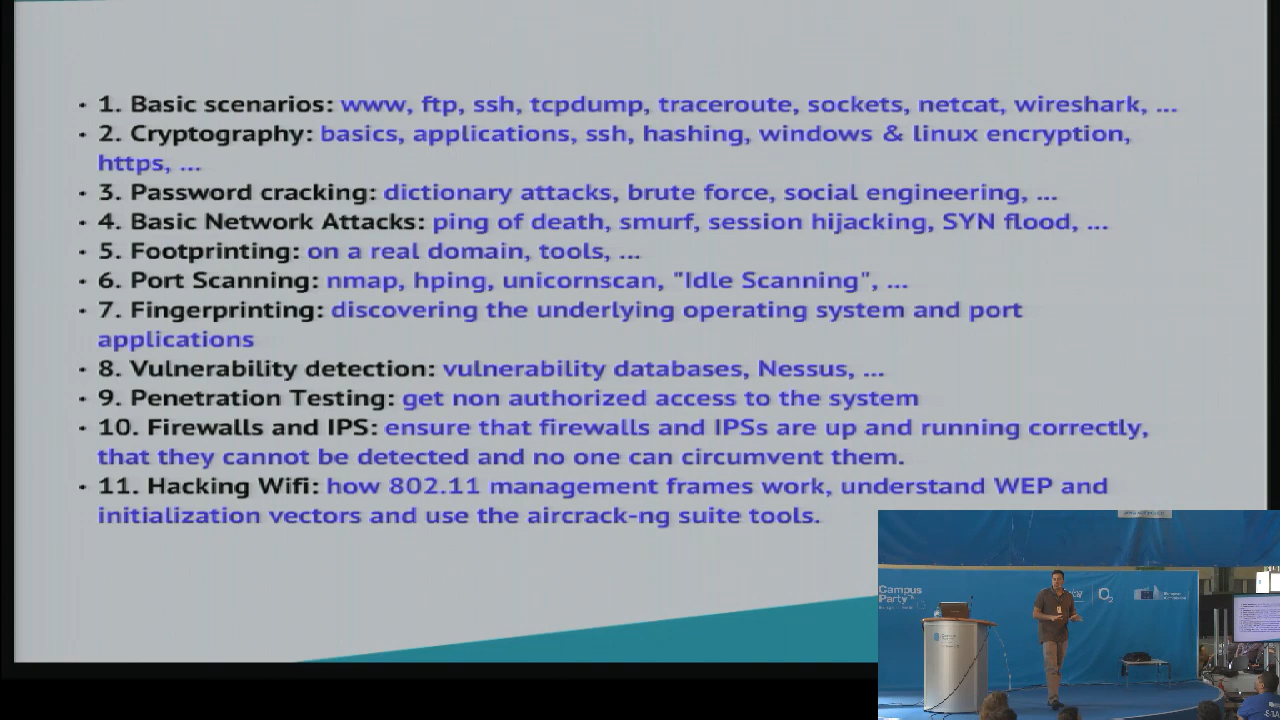 • 1. Basic scenarios: www, ftp, ssh, tcpdump, traceroute, sockets, netcat, wireshark, ...
• 2. Cryptography: basics, applications, ssh, hashing, windows & linux encryption,
https, ...
• 3. Password cracking: dictionary attacks, brute force, social engineering, ...
• 4. Basic Network Attacks: ping of death, smurf, session hijacking, SYN flood, ...
• 5. Footprinting: on a real domain, tools, ...
• 6. Port Scanning: nmap, hping, unicornscan, "Idle Scanning", ...
• 7. Fingerprinting: discovering the underlying operating system and port
applications
• 8. Vulnerability detection: vulnerability databases, Nessus, ...
• 9. Penetration Testing: get non authorized access to the system
• 10. Firewalls and IPS: ensure that firewalls and IPSs are up and running correctly,
that they cannot be detected and no one can circumvent them.
• 11. Hacking Wifi: how 802.11 management frames work, understand WEP and
initialization vectors and use the aircrack-ng suite tools.
Campus
Party
O2